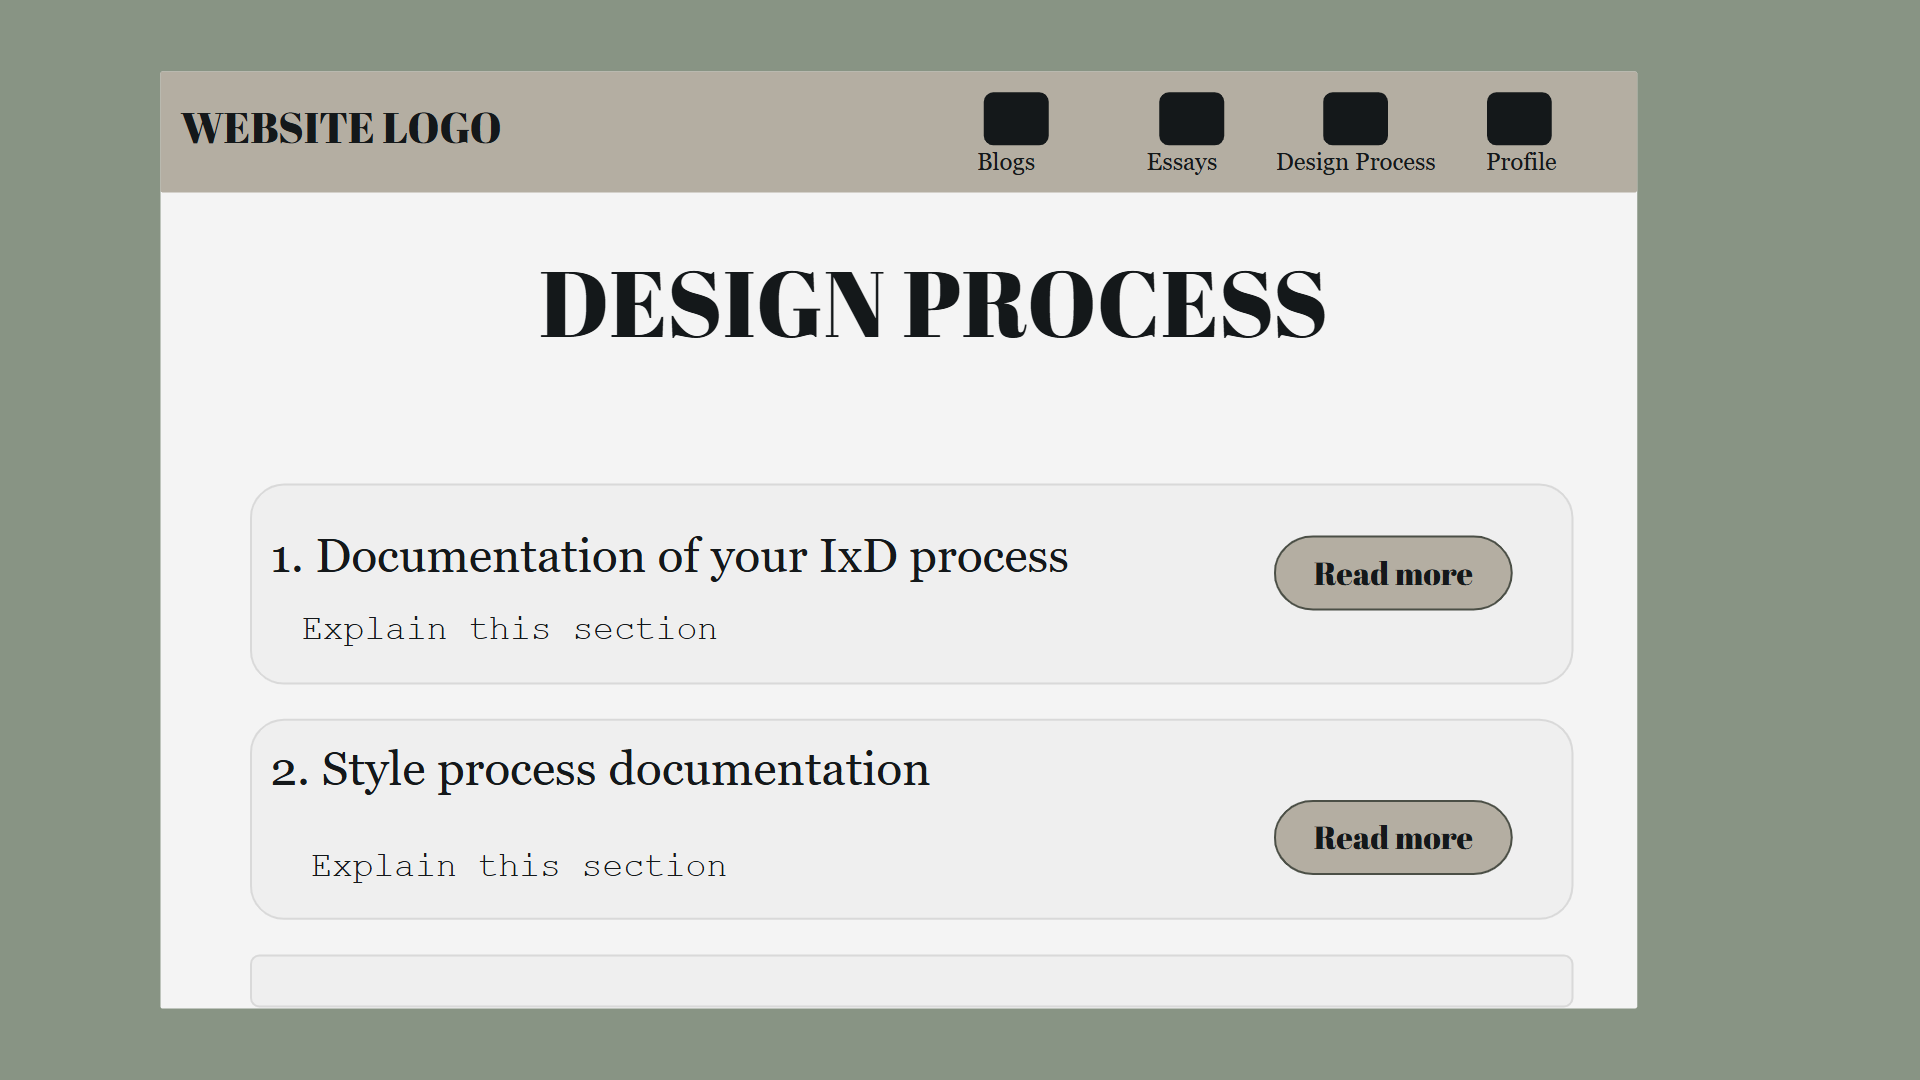 WEBSITE LOGO
Blogs
Essays
Design Process
Profile
DESIGN PROCESS
1. Documentation of your IxD process
Read more
Explain this section
2. Style process documentation
Read more
Explain this section